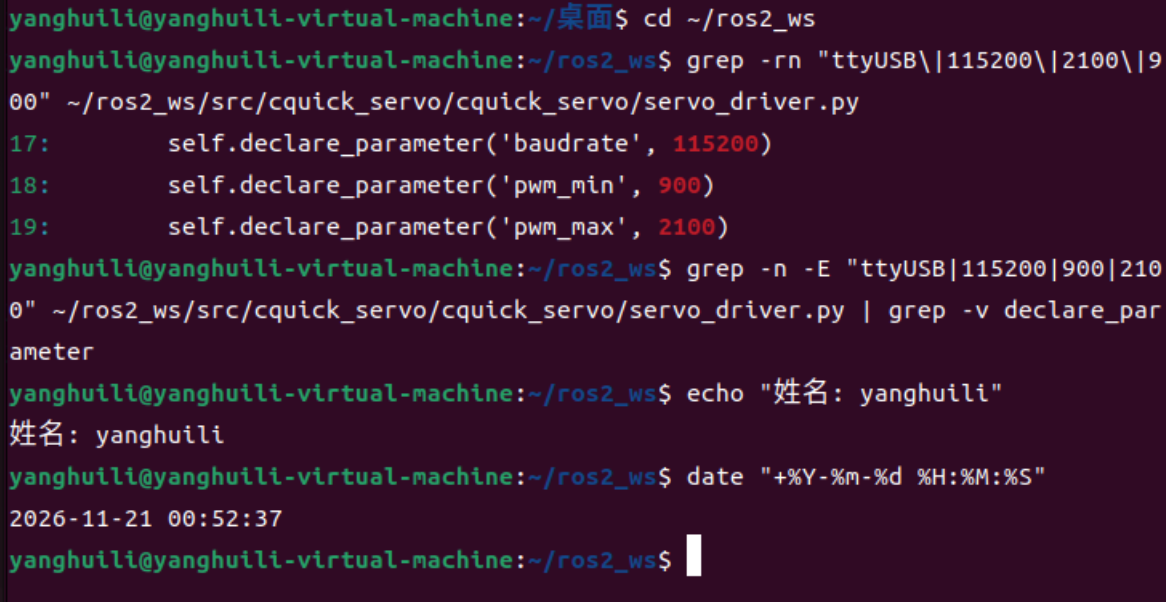 yanghuili@yanghuili-virtual-machine:~/桌面$ cd ~/ros2_ws
yanghuili@yanghuili-virtual-machine:~/ros2_ws$ grep -rn "ttyUSB\|115200\|2100\|9
00" ~/ros2_ws/src/cquick_servo/cquick_servo/servo_driver.py
17:        self.declare_parameter('baudrate', 115200)
18:        self.declare_parameter('pwm_min', 900)
19:        self.declare_parameter('pwm_max', 2100)
yanghuili@yanghuili-virtual-machine:~/ros2_ws$ grep -n -E "ttyUSB|115200|900|210
0" ~/ros2_ws/src/cquick_servo/cquick_servo/servo_driver.py | grep -v declare_par
ameter
yanghuili@yanghuili-virtual-machine:~/ros2_ws$ echo "姓名: yanghuili"
姓名: yanghuili
yanghuili@yanghuili-virtual-machine:~/ros2_ws$ date "+%Y-%m-%d %H:%M:%S"
2026-11-21 00:52:37
yanghuili@yanghuili-virtual-machine:~/ros2_ws$